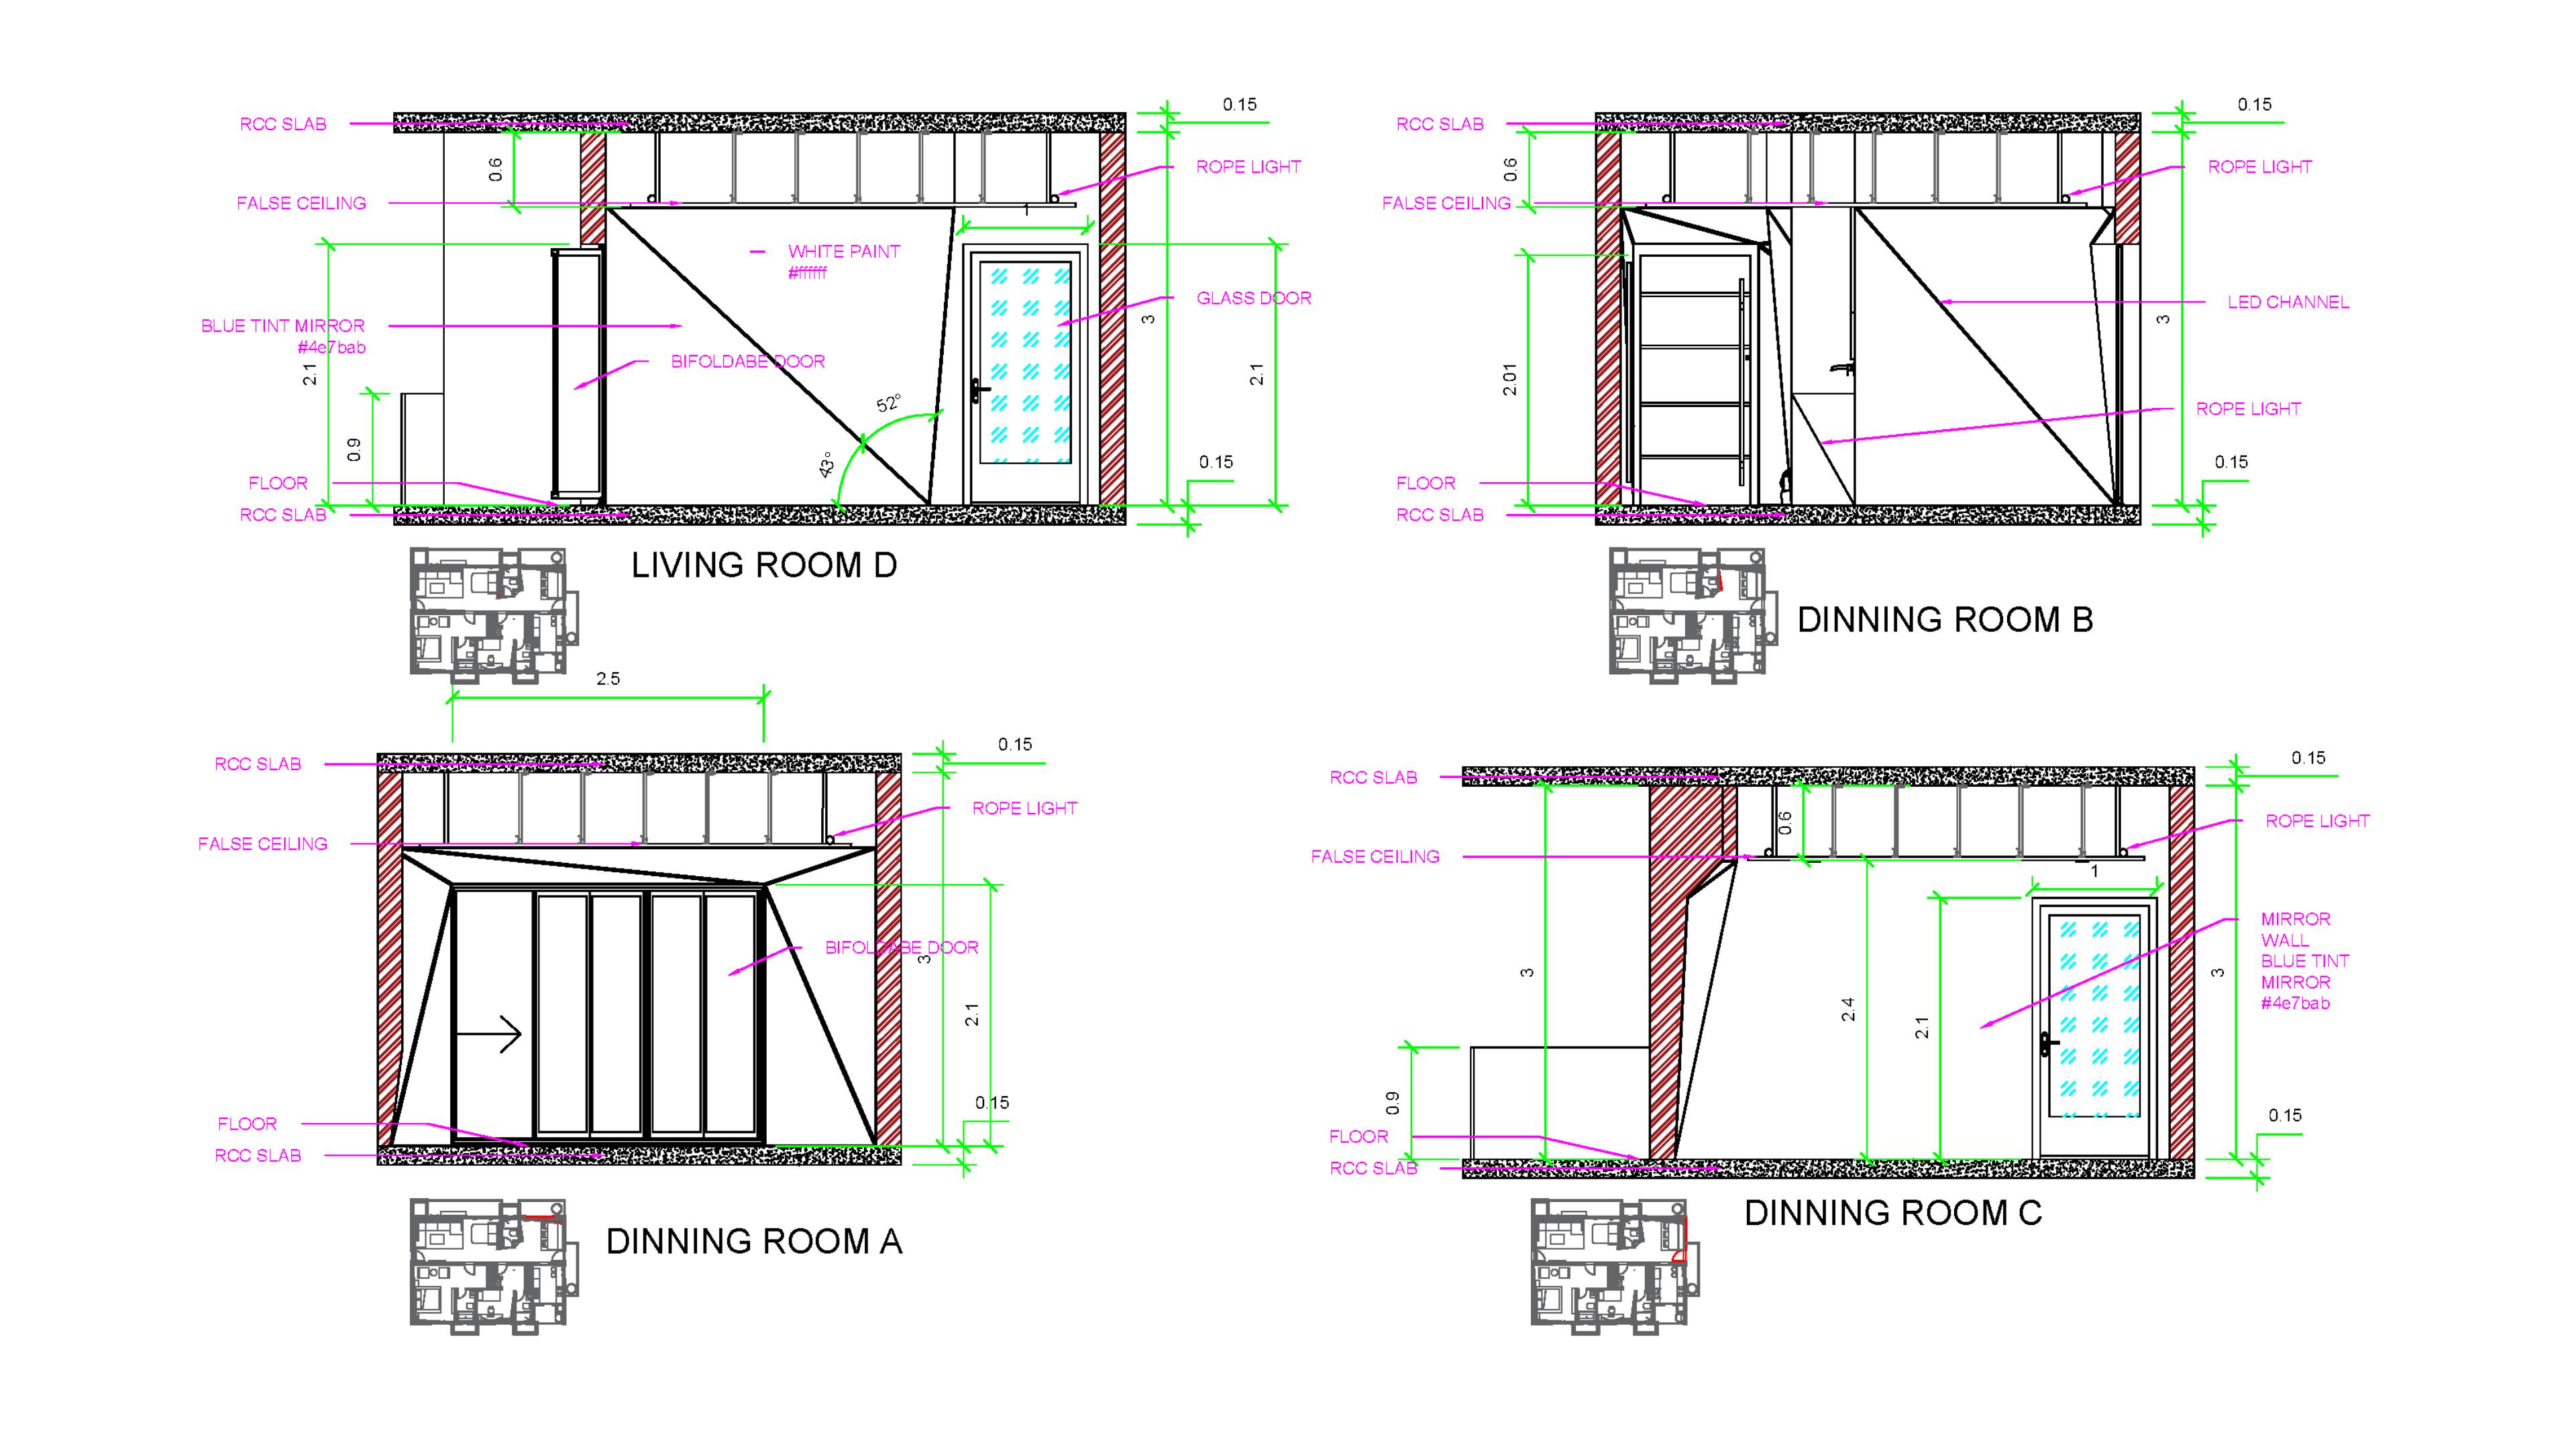 0.15
RCC SLAB
0.6
ROPE LIGHT
FALSE CEILING
1
WHITE PAINT
#ffffff
GLASS DOOR
BLUE TINT MIRROR
#4e7bab
3
BIFOLDABE DOOR
2.1
2.1
52°
43°
0.9
0.15
FLOOR
RCC SLAB
LIVING ROOM D
0.15
RCC SLAB
0.6
ROPE LIGHT
FALSE CEILING
LED CHANNEL
3
2.01
ROPE LIGHT
0.15
FLOOR
RCC SLAB
DINNING ROOM B
2.5
0.15
RCC SLAB
ROPE LIGHT
FALSE CEILING
BIFOLDABE DOOR
3
2.1
0.15
FLOOR
RCC SLAB
DINNING ROOM A
0.15
RCC SLAB
0.6
ROPE LIGHT
FALSE CEILING
1
MIRROR
WALL
BLUE TINT
MIRROR
#4e7bab
3
3
2.4
2.1
0.9
0.15
FLOOR
RCC SLAB
DINNING ROOM C